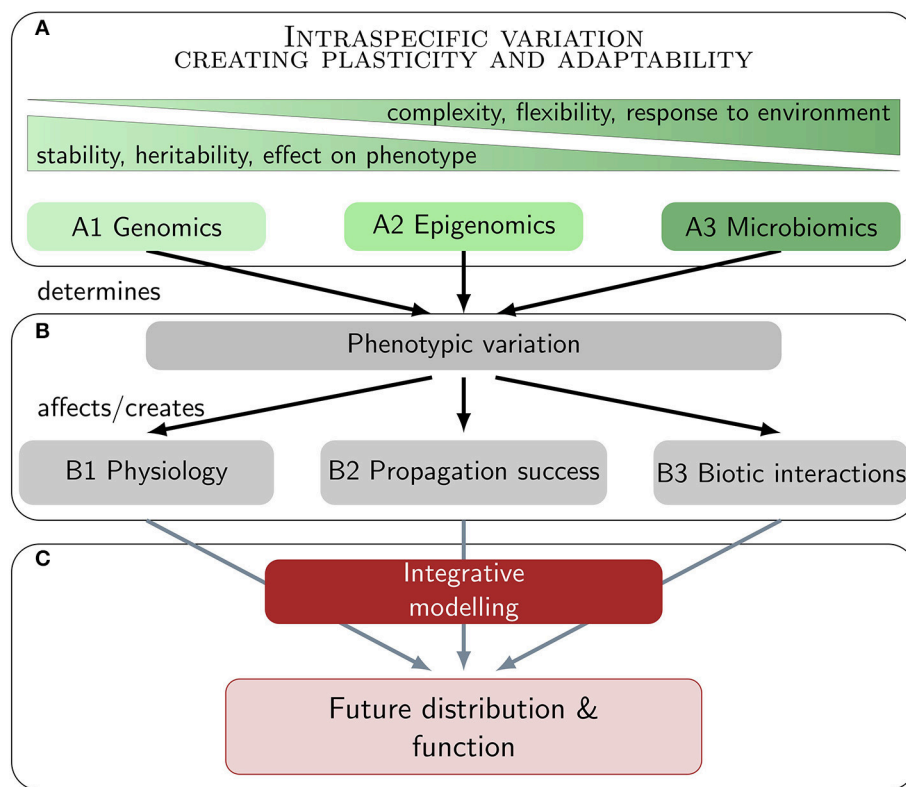 A
INTRASPECIFIC VARIATION
CREATING PLASTICITY AND ADAPTABILITY
complexity, flexibility, response to environment
stability, heritability, effect on phenotype
A1 Genomics
A2 Epigenomics
A3 Microbiomics
determines
B
Phenotypic variation
affects/creates
B1 Physiology
B2 Propagation success
B3 Biotic interactions
C
Integrative
modelling
Future distribution &
function